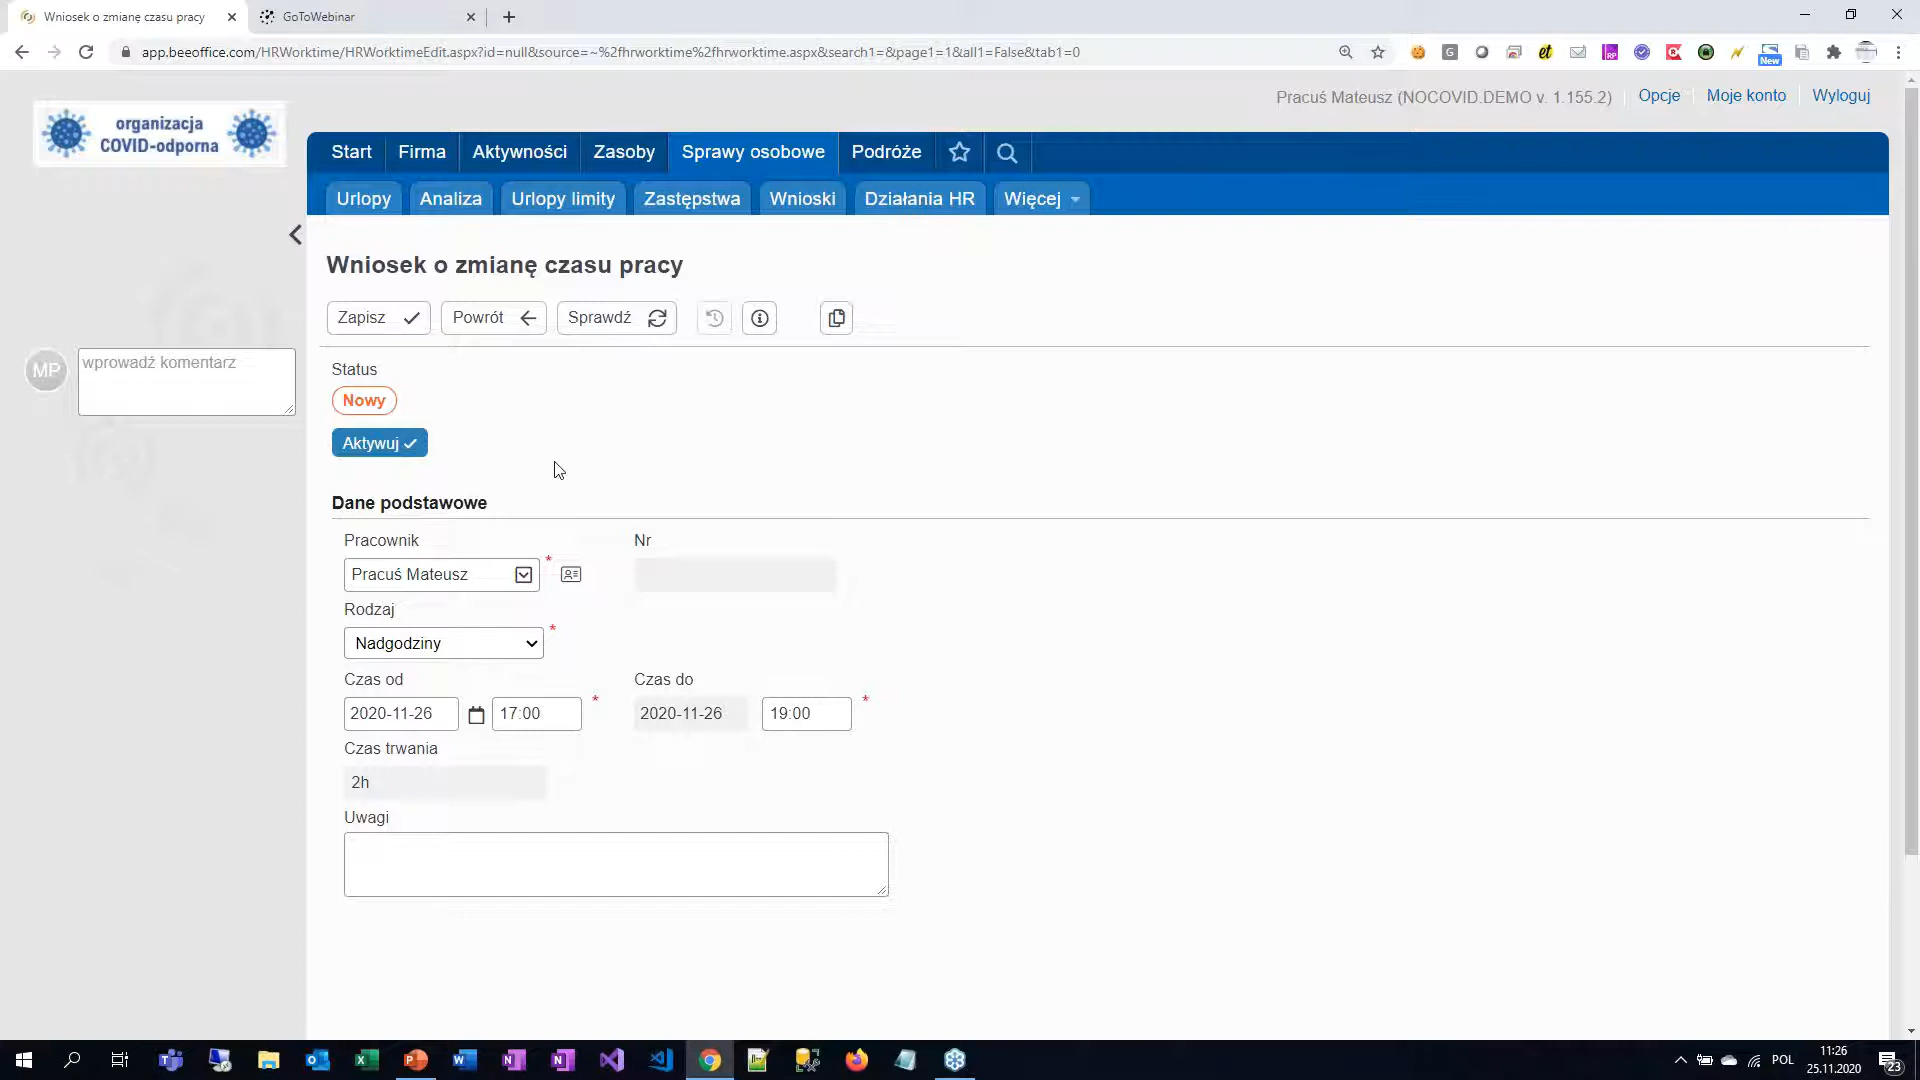 Wniosek o zmianę czasu pracy
GoToWebinar
app.beeoffice.com/HRWorktime/HRWorktimeEdit.aspx?id=null&source=~%2fhrworktime%2fhrworktime.aspx&search1=&page1=1&all1=False&tab1=0
New
Pracuś Mateusz (NOCOVID.DEMO v. 1.155.2)
Opcje
Moje konto
Wyloguj
organizacja
COVID-odporna
Start
Firma
Aktywności
Zasoby
Sprawy osobowe
Podróże
Urlopy
Analiza
Urlopy limity
Zastępstwa
Wnioski
Działania HR
Więcej
Wniosek o zmianę czasu pracy
Zapisz
Powrót
Sprawdź
MP
wprowadź komentarz
Status
Nowy
Aktywuj
Dane podstawowe
Pracownik
Nr
Pracuś Mateusz
*
Rodzaj
Nadgodziny
*
Czas od
Czas do
2020-11-26
17:00
*
2020-11-26
19:00
*
Czas trwania
2h
Uwagi
POL
11:26
25.11.2020
23